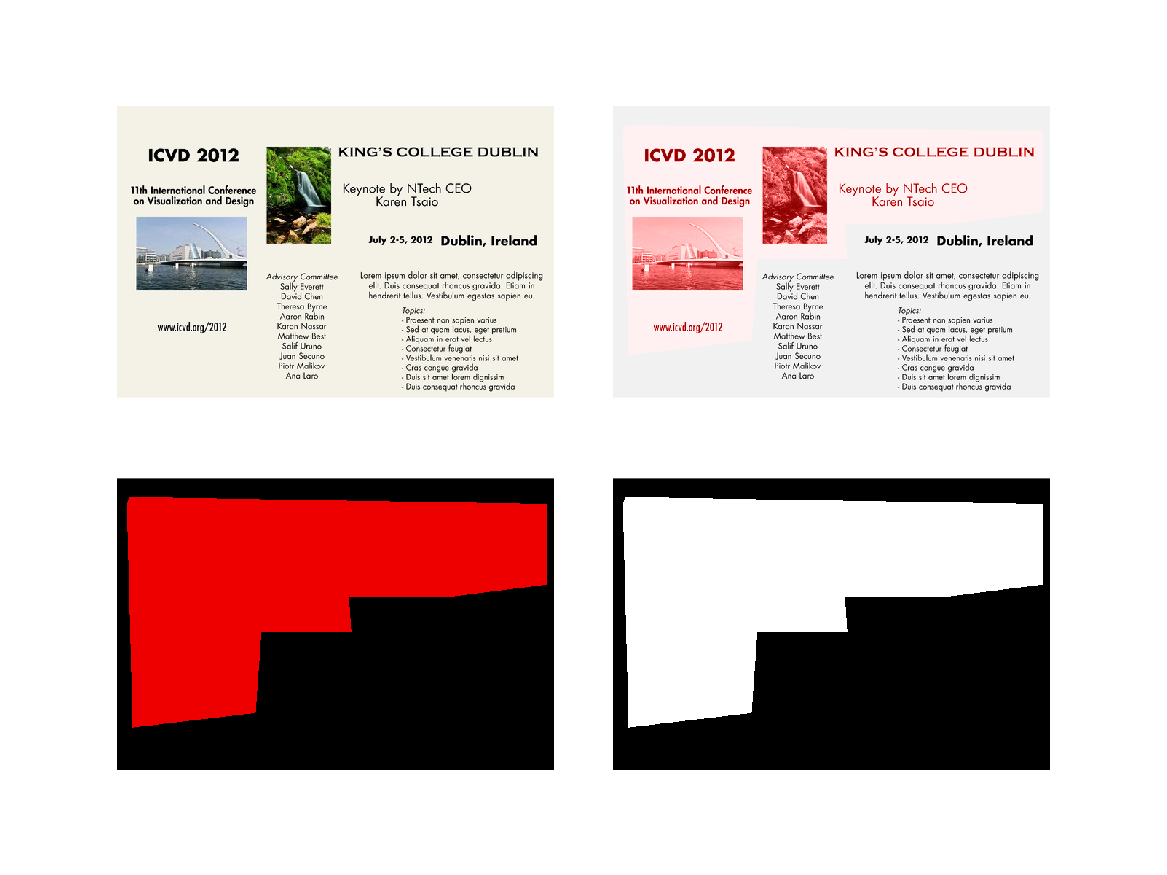 ICVD 2012
11th International Conference
on Visualization and Design
www.icvd.org/2012
KING'S COLLEGE DUBLIN
Keynote by NTech CEO
Karen Tsaio
July 2-5, 2012 Dublin, Ireland
Advisory Committee
Sally Everett
David Chen
Theresa Byrne
Aaron Rabin
Karen Nassar
Matthew Best
Salif Uruno
Juan Secuno
Piotr Malikov
Ana Laro
Lorem ipsum dolor sit amet, consectetur adipiscing
elit. Duis consequat rhoncus gravida. Etiam in
hendrerit tellus. Vestibulum egestas sapien eu
Topics:
- Praesent non sapien varius
- Sed at quam lacus, eget pretium
- Aliquam in erat vel lectus
- Consectetur feugiat
- Vestibulum venenatis nisi sit amet
- Cras congue gravida
- Duis sit amet lorem dignissim
- Duis consequat rhoncus gravida
ICVD 2012
11th International Conference
on Visualization and Design
www.icvd.org/2012
KING'S COLLEGE DUBLIN
Keynote by NTech CEO
Karen Tsaio
July 2-5, 2012 Dublin, Ireland
Advisory Committee
Sally Everett
David Chen
Theresa Byrne
Aaron Rabin
Karen Nassar
Matthew Best
Salif Uruno
Juan Secuno
Piotr Malikov
Ana Laro
Lorem ipsum dolor sit amet, consectetur adipiscing
elit. Duis consequat rhoncus gravida. Etiam in
hendrerit tellus. Vestibulum egestas sapien eu
Topics:
- Praesent non sapien varius
- Sed at quam lacus, eget pretium
- Aliquam in erat vel lectus
- Consectetur feugiat
- Vestibulum venenatis nisi sit amet
- Cras congue gravida
- Duis sit amet lorem dignissim
- Duis consequat rhoncus gravida